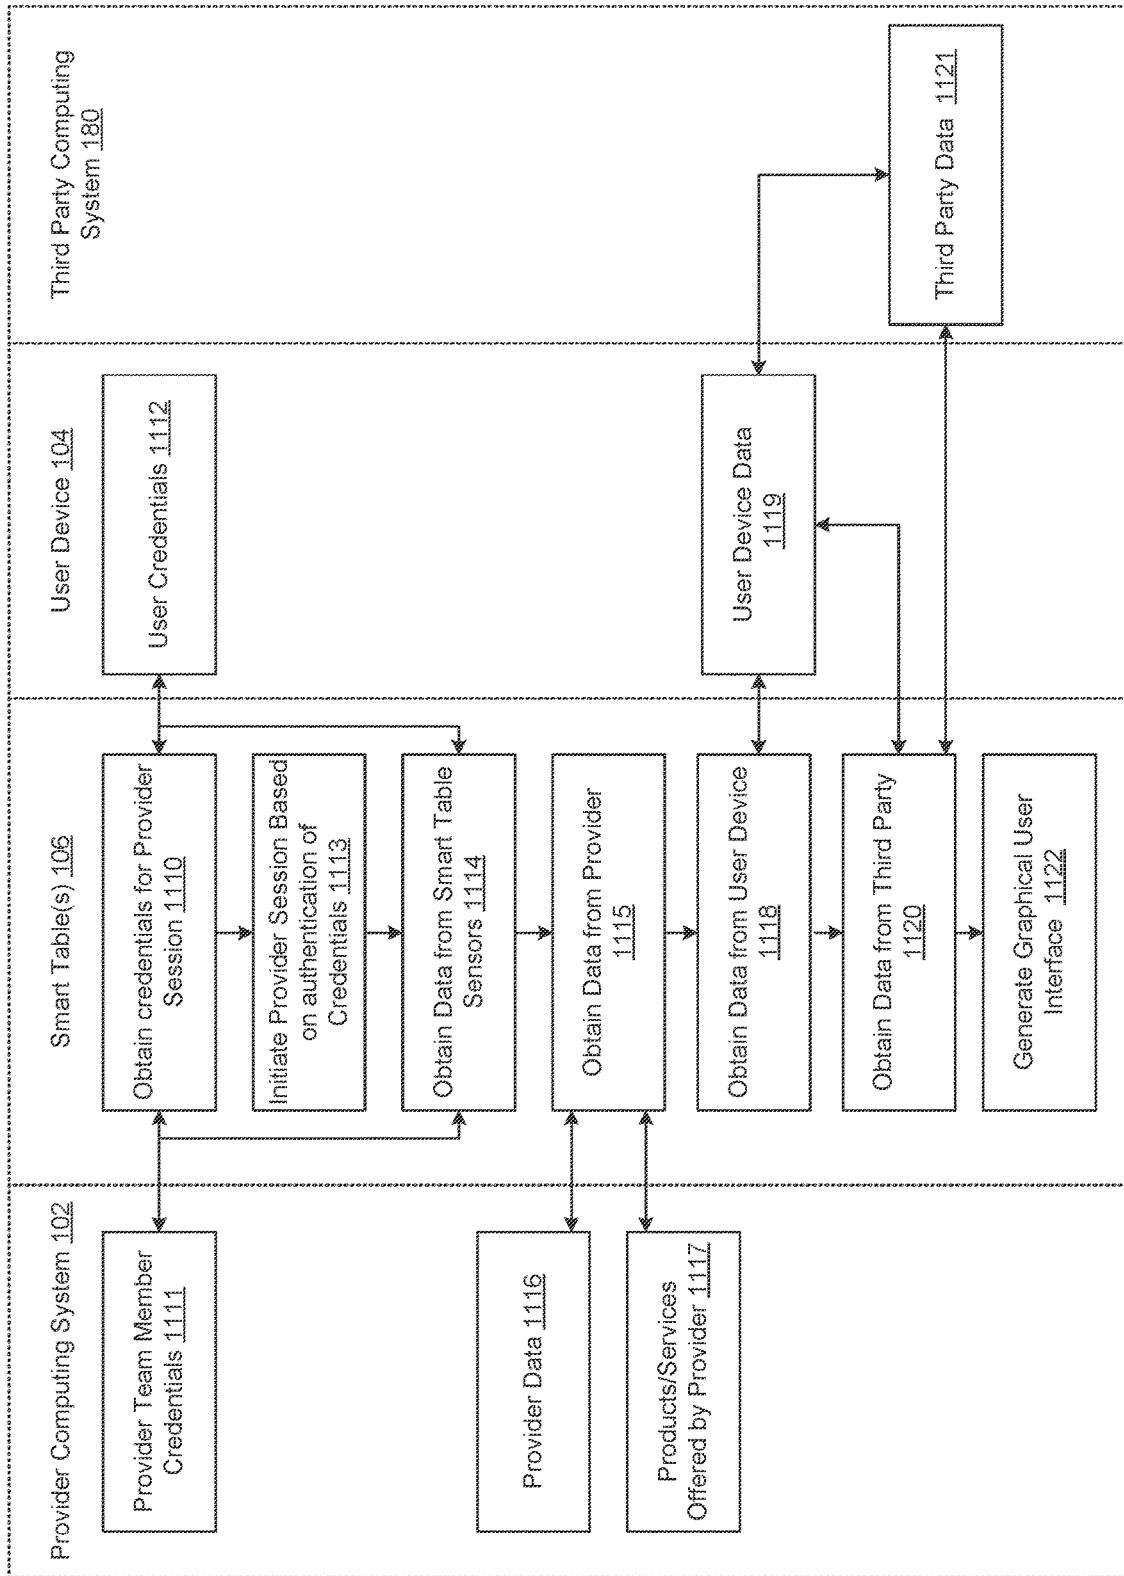 Provider Computing System 102
Provider Team Member
Credentials 1111
Provider Data 1116
Products/Services
Offered by Provider 1117
Smart Table(s) 106
Obtain credentials for Provider
Session 1110
Initiate Provider Session Based
on authentication of
Credentials 1113
Obtain Data from Smart Table
Sensors 1114
Obtain Data from Provider
1115
Obtain Data from User Device
1118
Obtain Data from Third Party
1120
Generate Graphical User
Interface 1122
User Device 104
User Credentials 1112
User Device Data
1119
Third Party Computing
System 180
Third Party Data 1121